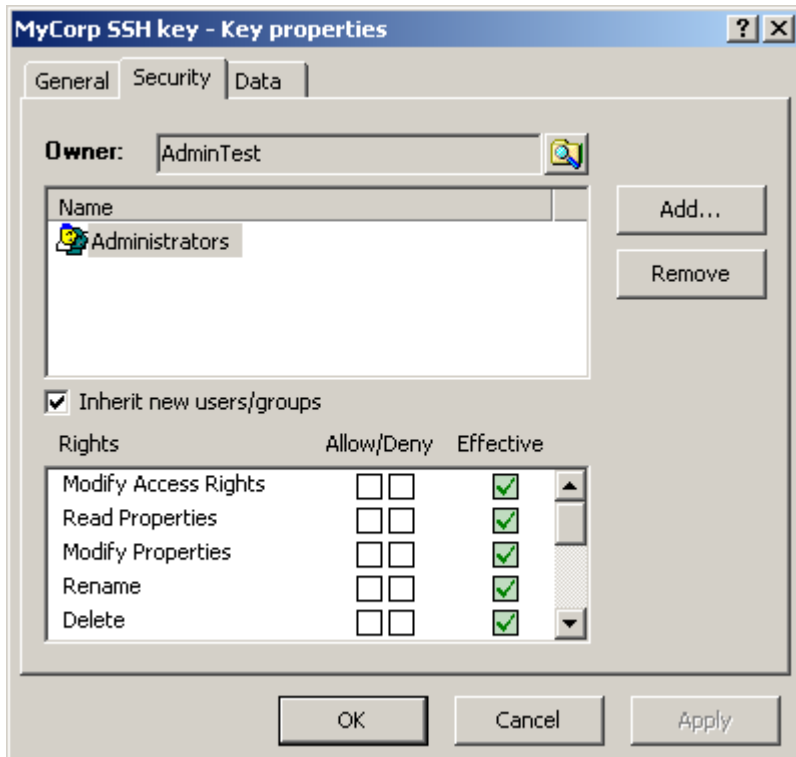 MyCorp SSH key - Key properties
General Security Data
Owner: AdminTest
Name
Administrators
Add...
Remove
Inherit new users/groups
Rights Allow/Deny Effective
Modify Access Rights
Read Properties
Modify Properties
Rename
Delete
OK Cancel Apply